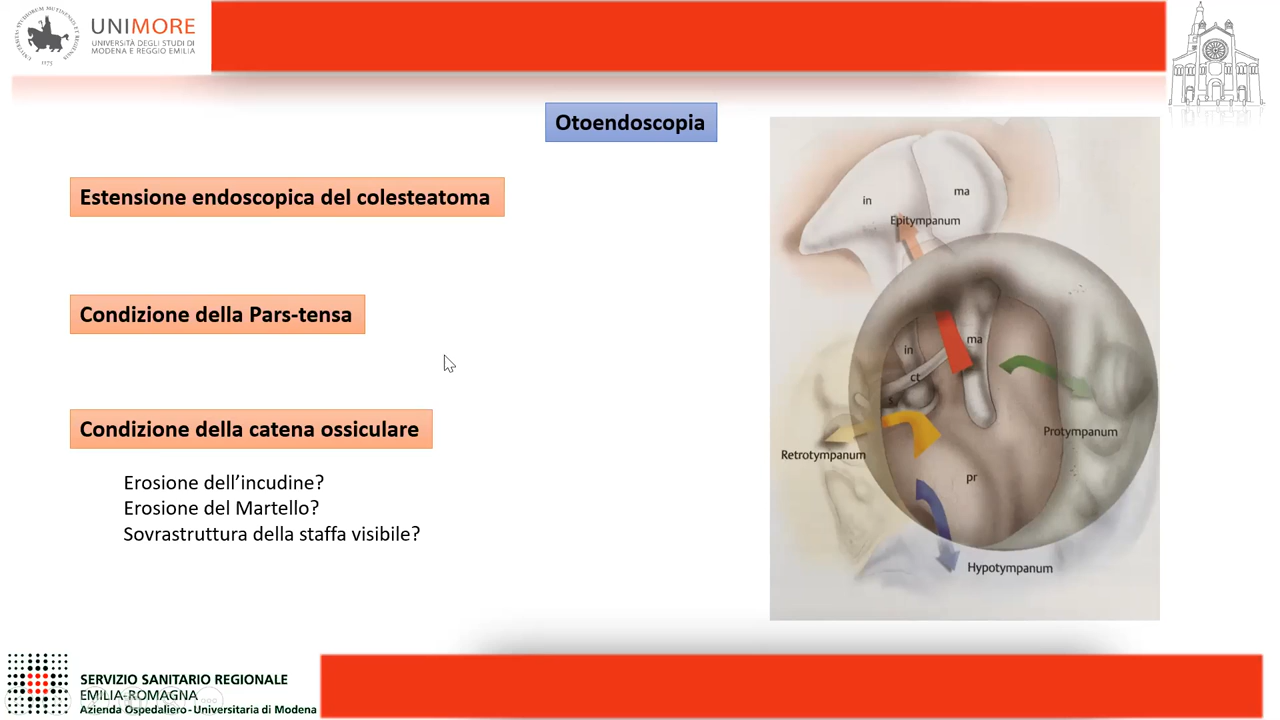 UNIMORE
UNIVERSITÀ DEGLI STUDI DI
MODENA E REGGIO EMILIA
1175
Otoendoscopia
Estensione endoscopica del colesteatoma
Condizione della Pars-tensa
Condizione della catena ossiculare
Erosione dell'incudine?
Erosione del Martello?
Sovrastruttura della staffa visibile?
in
ma
Epitympanum
in
ma
ct
s
Protympanum
Retrotympanum
pr
Hypotympanum
SERVIZIO SANITARIO REGIONALE
EMILIA-ROMAGNA
Azienda Ospedaliero - Universitaria di Modena